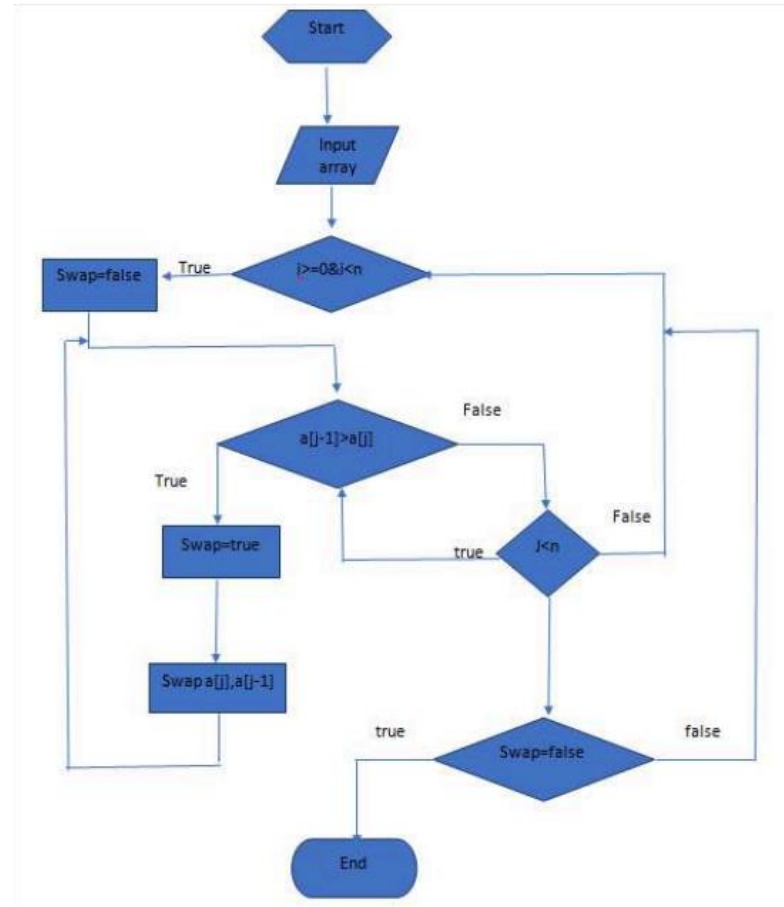 Start
Input
array
i>=0&i<n
True
Swap=false
a[j-1]>a[j]
False
True
Swap=true
true
J<n
False
Swap a[j],a[j-1]
true
Swap=false
false
End